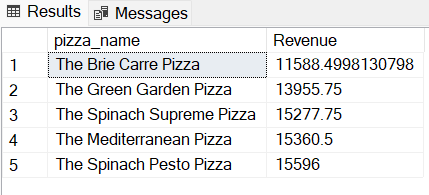 Results Messages
pizza_name Revenue
1 The Brie Carre Pizza 11588.4998130798
2 The Green Garden Pizza 13955.75
3 The Spinach Supreme Pizza 15277.75
4 The Mediterranean Pizza 15360.5
5 The Spinach Pesto Pizza 15596